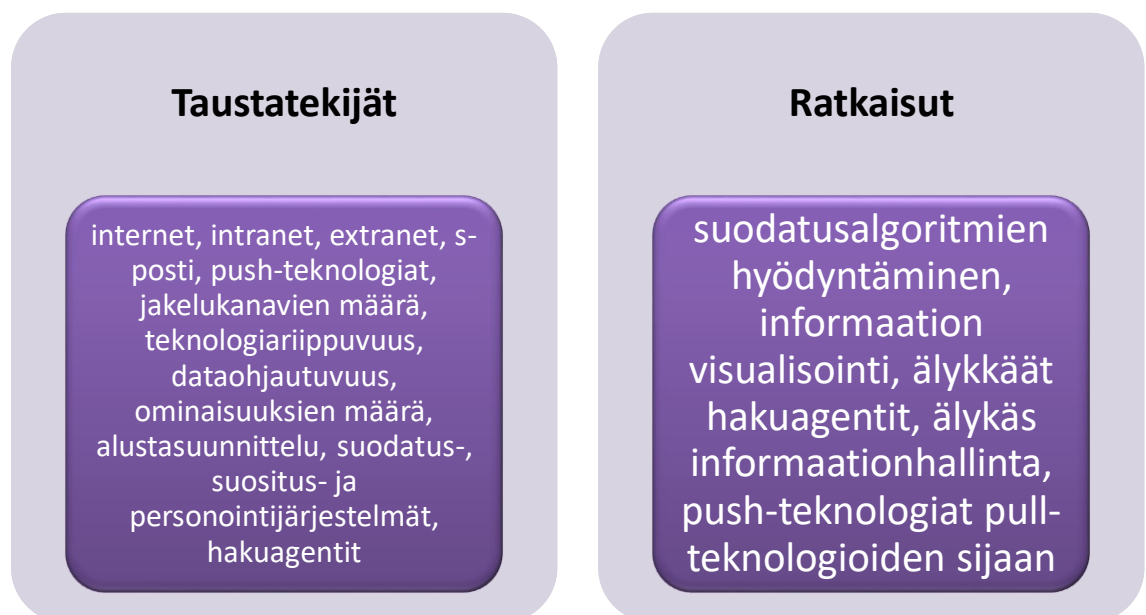 Taustatekijät
internet, intranet, extranet, s-
posti, push-teknologiat,
jakelukanavien määrä,
teknologiariippuvuus,
dataohjautuvuus,
ominaisuuksien määrä,
alustasuunnittelu, suodatus-,
suositus- ja
personointijärjestelmät,
hakuagentit
Ratkaisut
suodatusalgoritmien
hyödyntäminen,
informaation
visualisointi, älykkäät
hakuagentit, älykäs
informaationhallinta,
push-teknologiat pull-
teknologioiden sijaan